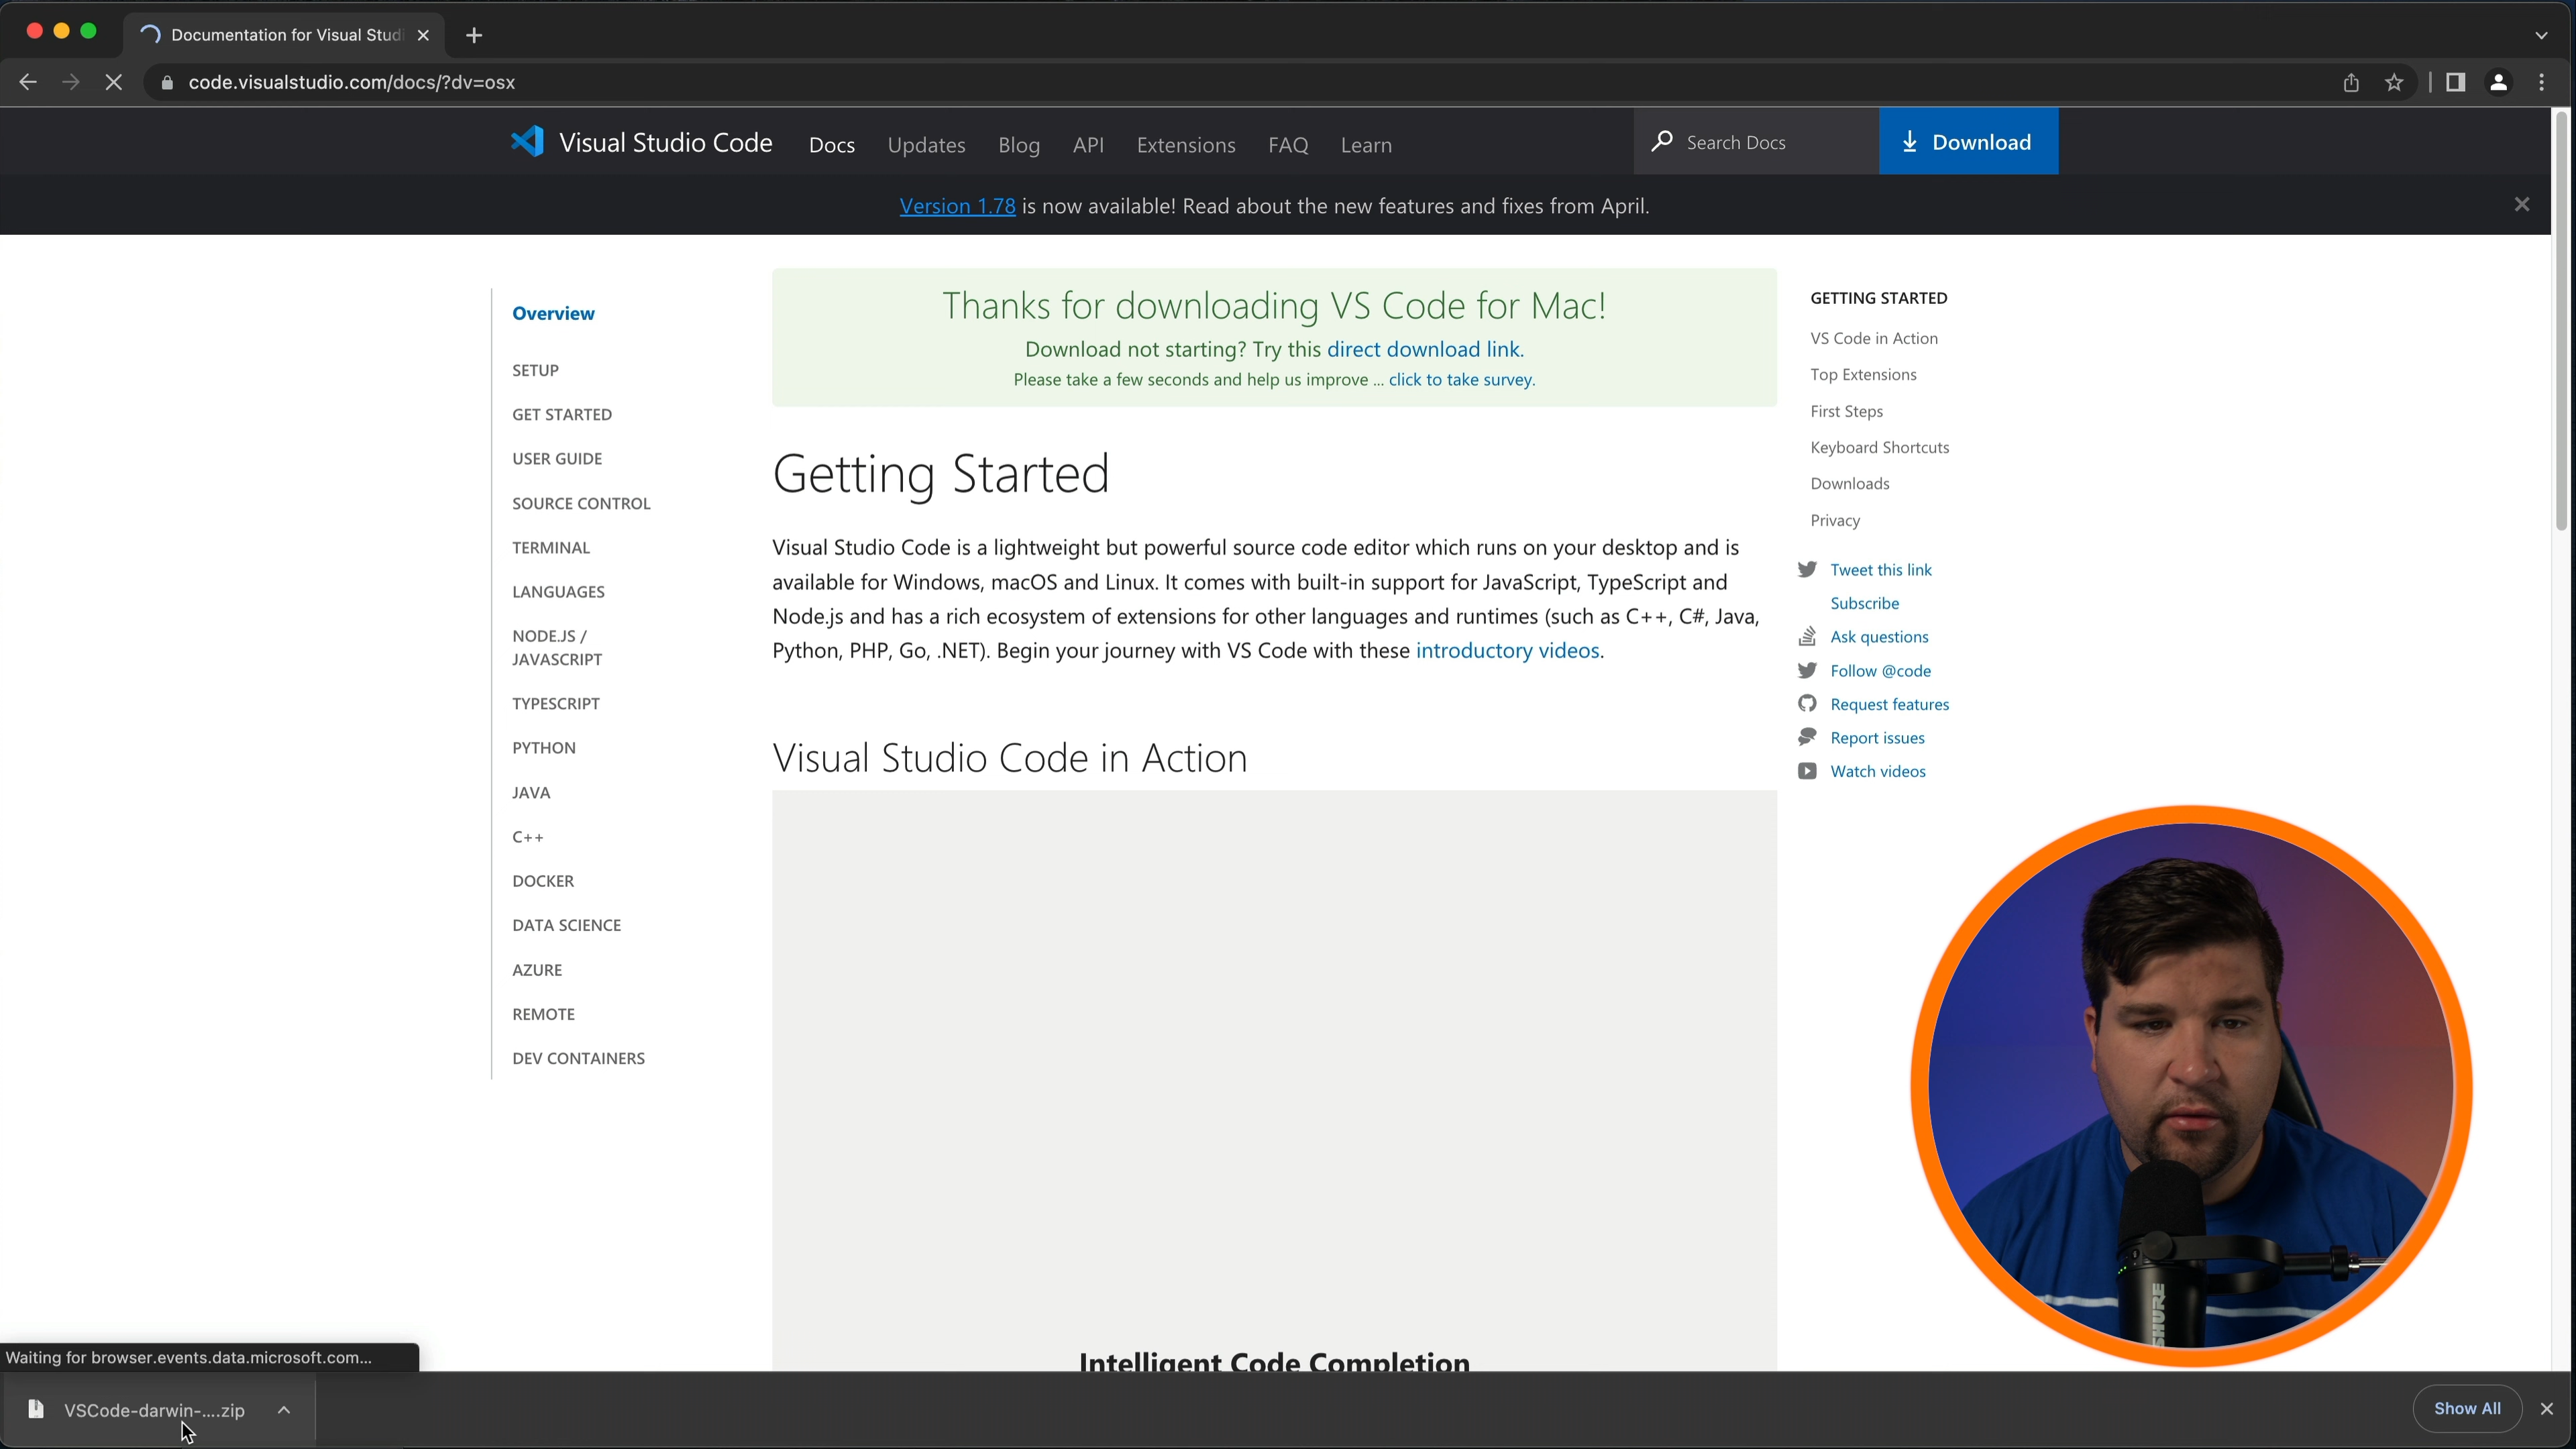 Documentation for Visual Studi
code.visualstudio.com/docs/?dv=osx
Visual Studio Code
Docs
Updates
Blog
API
Extensions
FAQ
Learn
Search Docs
Download
Version 1.78 is now available! Read about the new features and fixes from April.
Overview
SETUP
GET STARTED
USER GUIDE
SOURCE CONTROL
TERMINAL
LANGUAGES
NODE.JS /
JAVASCRIPT
TYPESCRIPT
PYTHON
JAVA
C++
DOCKER
DATA SCIENCE
AZURE
REMOTE
DEV CONTAINERS
Thanks for downloading VS Code for Mac!
Download not starting? Try this direct download link.
Please take a few seconds and help us improve ... click to take survey.
Getting Started
Visual Studio Code is a lightweight but powerful source code editor which runs on your desktop and is
available for Windows, macOS and Linux. It comes with built-in support for JavaScript, TypeScript and
Node.js and has a rich ecosystem of extensions for other languages and runtimes (such as C++, C#, Java,
Python, PHP, Go, .NET). Begin your journey with VS Code with these introductory videos.
Visual Studio Code in Action
Intelligent Code Completion
GETTING STARTED
VS Code in Action
Top Extensions
First Steps
Keyboard Shortcuts
Downloads
Privacy
Tweet this link
Subscribe
Ask questions
Follow @code
Request features
Report issues
Watch videos
SHURE
Waiting for browser.events.data.microsoft.com...
VSCode-darwin-....zip
Show All